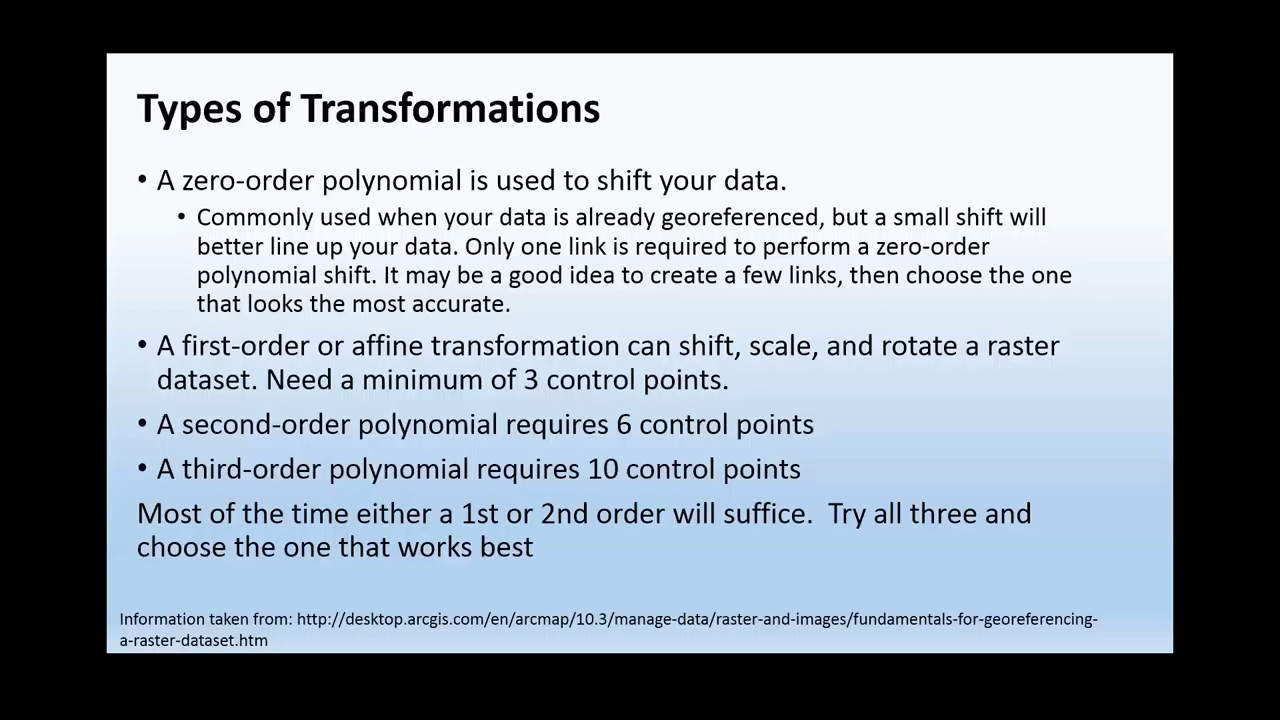 Types of Transformations
• A zero-order polynomial is used to shift your data.
• Commonly used when your data is already georeferenced, but a small shift will
better line up your data. Only one link is required to perform a zero-order
polynomial shift. It may be a good idea to create a few links, then choose the one
that looks the most accurate.
• A first-order or affine transformation can shift, scale, and rotate a raster
dataset. Need a minimum of 3 control points.
• A second-order polynomial requires 6 control points
• A third-order polynomial requires 10 control points
Most of the time either a 1st or 2nd order will suffice.  Try all three and
choose the one that works best
Information taken from: http://desktop.arcgis.com/en/arcmap/10.3/manage-data/raster-and-images/fundamentals-for-georeferencing-
a-raster-dataset.htm